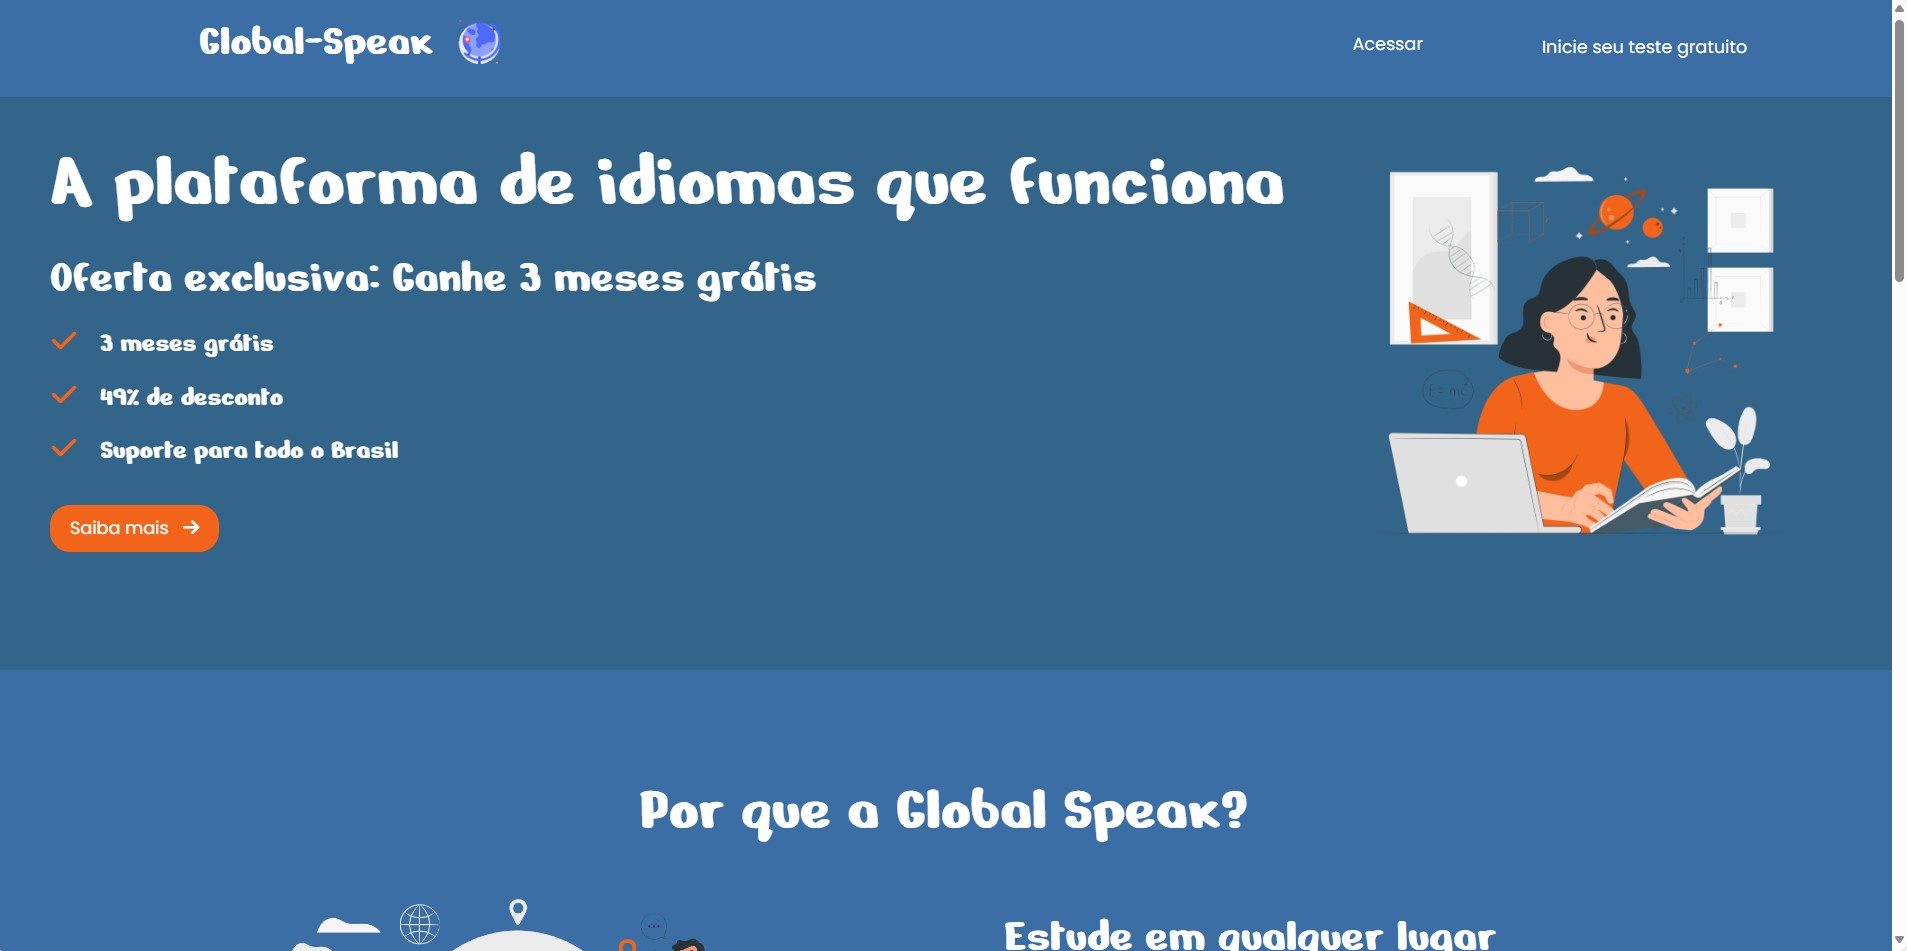 Global-Speak
Acessar
Inicie seu teste gratuito
A plataforma de idiomas que funciona
Oferta exclusiva: Ganhe 3 meses grátis
3 meses grátis
49% de desconto
Suporte para todo o Brasil
Saiba mais
E = mc²
Por que a Global Speak?
Estude em qualquer lugar